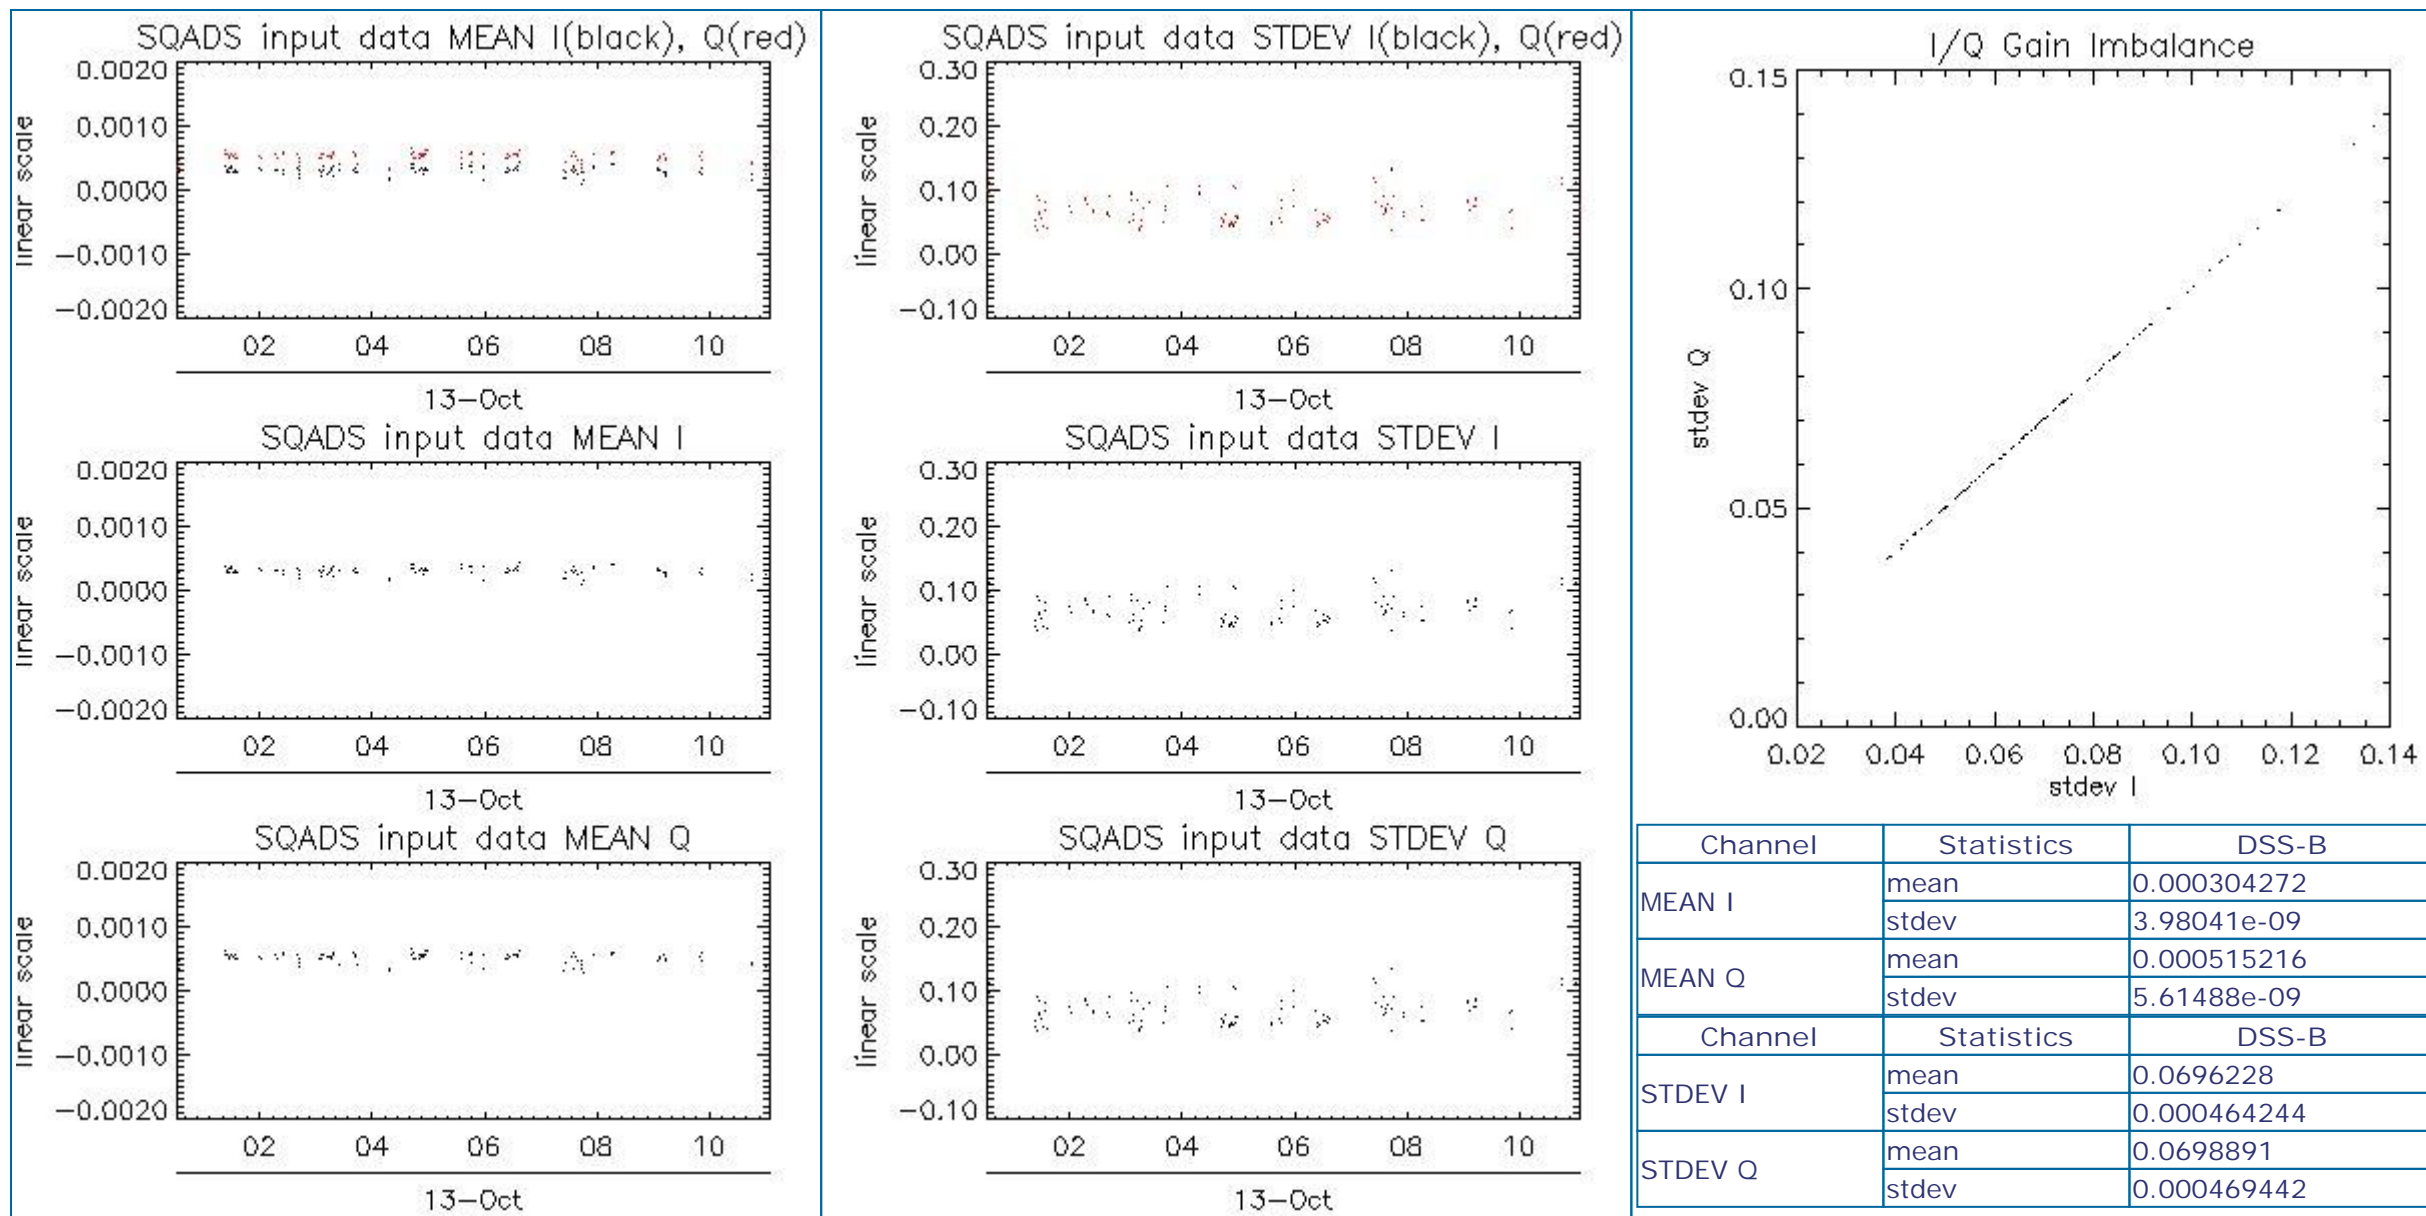 SQADS input data MEAN I(black), Q(red)
linear scale
0.0020
0.0010
0.0000
-0.0010
-0.0020
02 04 06 08 10
13-Oct
SQADS input data MEAN I
linear scale
0.0020
0.0010
0.0000
-0.0010
-0.0020
02 04 06 08 10
13-Oct
SQADS input data MEAN Q
linear scale
0.0020
0.0010
0.0000
-0.0010
-0.0020
02 04 06 08 10
13-Oct
SQADS input data STDEV I(black), Q(red)
linear scale
0.30
0.20
0.10
0.00
-0.10
02 04 06 08 10
13-Oct
SQADS input data STDEV I
linear scale
0.30
0.20
0.10
0.00
-0.10
02 04 06 08 10
13-Oct
SQADS input data STDEV Q
linear scale
0.30
0.20
0.10
0.00
-0.10
02 04 06 08 10
13-Oct
I/Q Gain Imbalance
stdev Q
0.15
0.10
0.05
0.00
0.02 0.04 0.06 0.08 0.10 0.12 0.14
stdev I
Channel Statistics DSS-B
MEAN I
mean 0.000304272
stdev 3.98041e-09
MEAN Q
mean 0.000515216
stdev 5.61488e-09
Channel Statistics DSS-B
STDEV I
mean 0.0696228
stdev 0.000464244
STDEV Q
mean 0.0698891
stdev 0.000469442